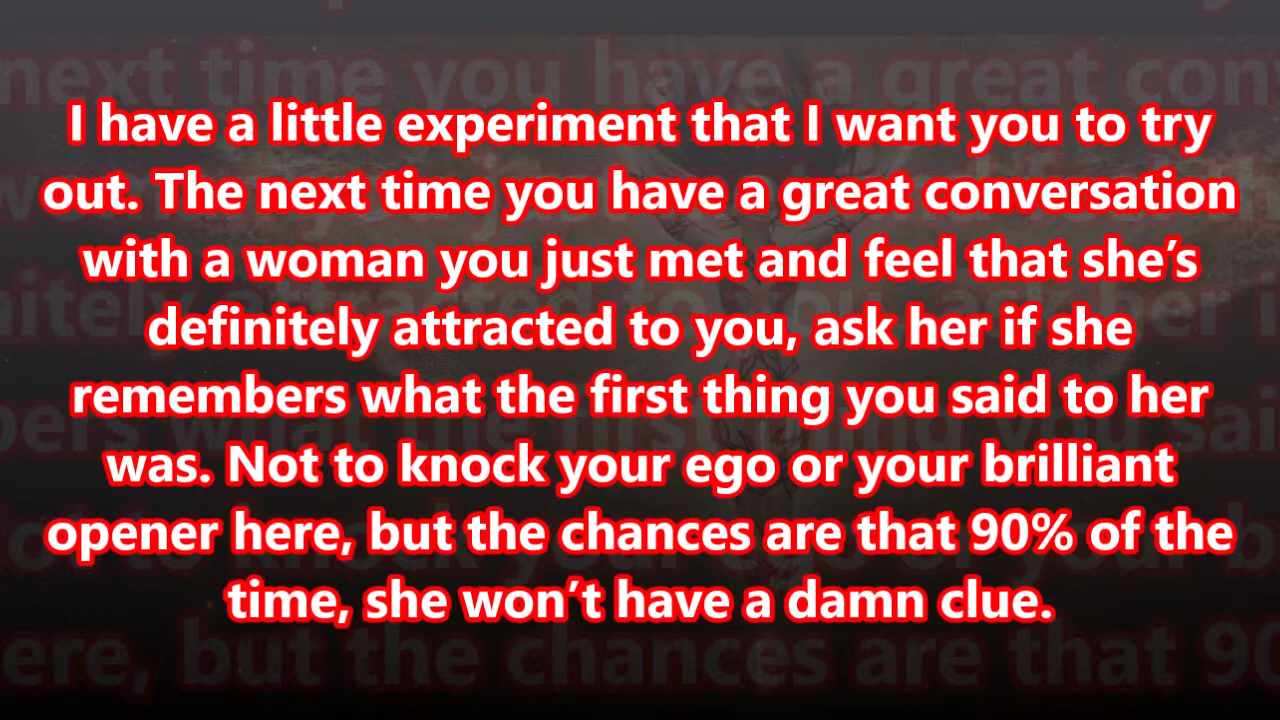 I have a little experiment that I want you to try
out. The next time you have a great conversation
with a woman you just met and feel that she’s
definitely attracted to you, ask her if she
remembers what the first thing you said to her
was. Not to knock your ego or your brilliant
opener here, but the chances are that 90% of the
time, she won’t have a damn clue.